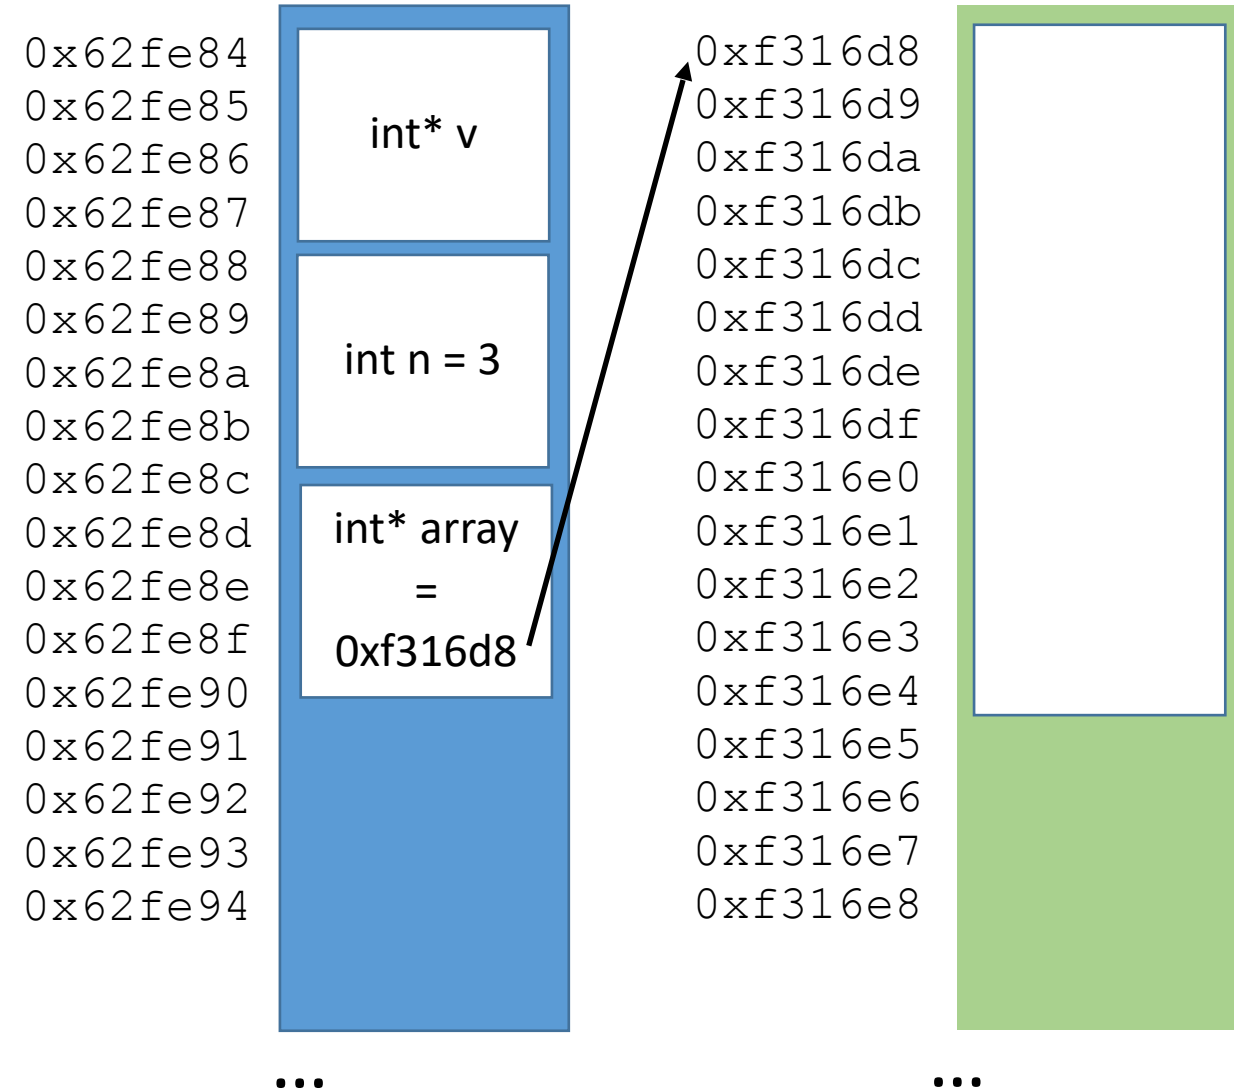 0x62fe84
0x62fe85
0x62fe86
0x62fe87
0x62fe88
0x62fe89
0x62fe8a
0x62fe8b
0x62fe8c
0x62fe8d
0x62fe8e
0x62fe8f
0x62fe90
0x62fe91
0x62fe92
0x62fe93
0x62fe94
int* v
int n = 3
int* array
=
0xf316d8
...
0xf316d8
0xf316d9
0xf316da
0xf316db
0xf316dc
0xf316dd
0xf316de
0xf316df
0xf316e0
0xf316e1
0xf316e2
0xf316e3
0xf316e4
0xf316e5
0xf316e6
0xf316e7
0xf316e8
...